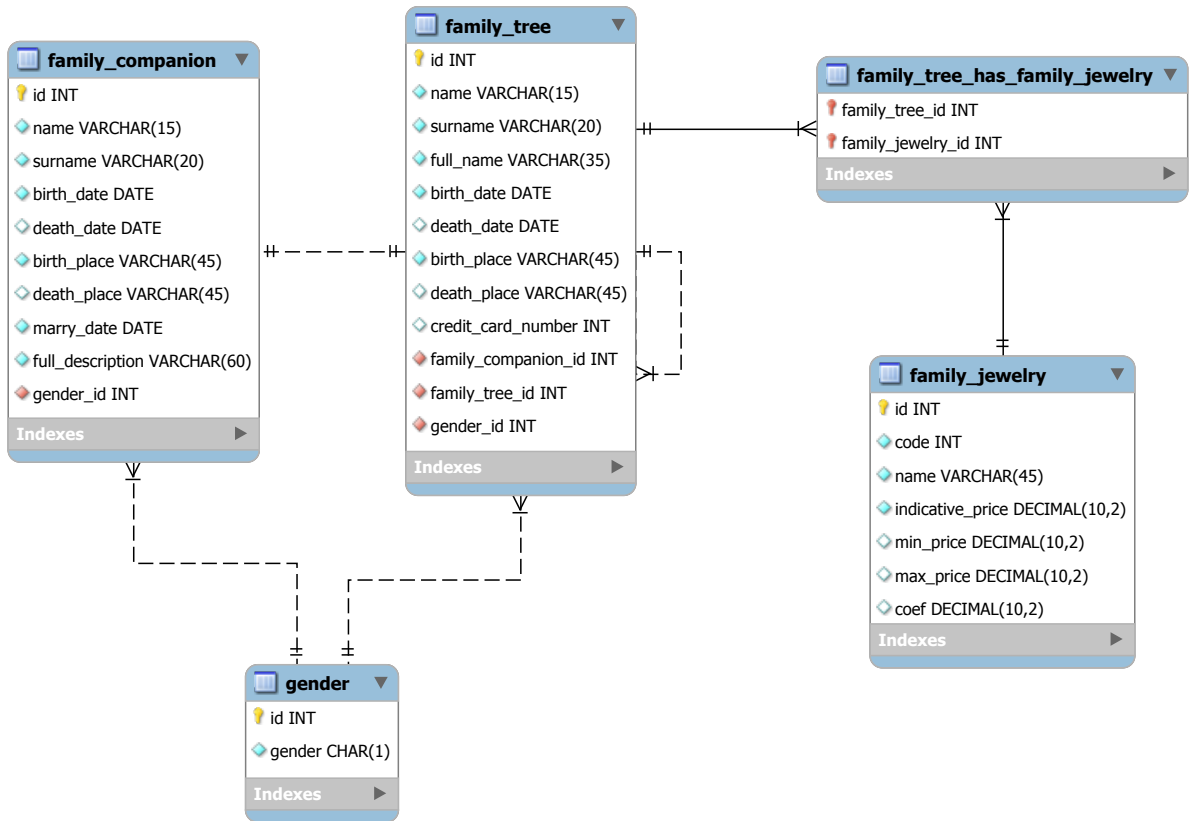 family_companion
id INT
name VARCHAR(15)
surname VARCHAR(20)
birth_date DATE
death_date DATE
birth_place VARCHAR(45)
death_place VARCHAR(45)
marry_date DATE
full_description VARCHAR(60)
gender_id INT
Indexes
family_tree
id INT
name VARCHAR(15)
surname VARCHAR(20)
full_name VARCHAR(35)
birth_date DATE
death_date DATE
birth_place VARCHAR(45)
death_place VARCHAR(45)
credit_card_number INT
family_companion_id INT
family_tree_id INT
gender_id INT
Indexes
family_tree_has_family_jewelry
family_tree_id INT
family_jewelry_id INT
Indexes
family_jewelry
id INT
code INT
name VARCHAR(45)
indicative_price DECIMAL(10,2)
min_price DECIMAL(10,2)
max_price DECIMAL(10,2)
coef DECIMAL(10,2)
Indexes
gender
id INT
gender CHAR(1)
Indexes